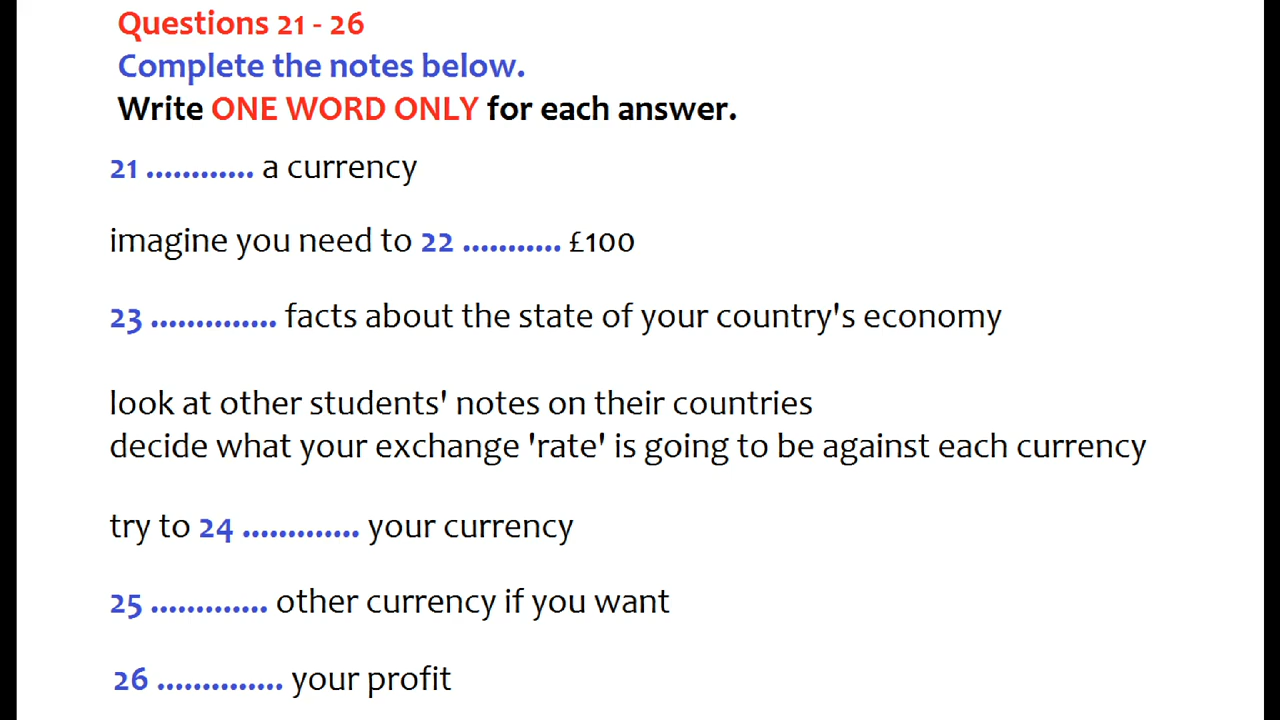 Questions 21 - 26
Complete the notes below.
Write ONE WORD ONLY for each answer.
21 ............ a currency
imagine you need to 22 ........... £100
23 .............. facts about the state of your country's economy
look at other students' notes on their countries
decide what your exchange 'rate' is going to be against each currency
try to 24 ............. your currency
25 ............. other currency if you want
26 .............. your profit